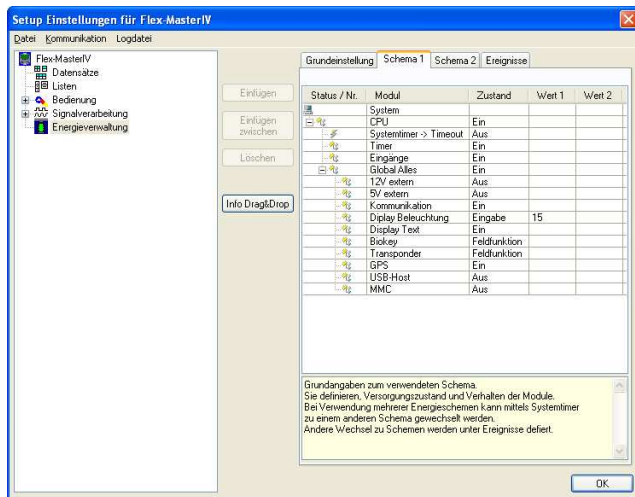 Setup Einstellungen für Flex-MasterIV
Datei Kommunikation Logdatei
Flex-MasterIV
Datensätze
Listen
Bedienung
Signalverarbeitung
Energieverwaltung
Einfügen
Einfügen
zwischen
Löschen
Info Drag&Drop
Grundeinstellung Schema 1 Schema 2 Ereignisse
Status / Nr. Modul Zustand Wert 1 Wert 2
System
CPU Ein
Systemtimer -> Timeout Aus
Timer Ein
Eingänge Ein
Global Alles Ein
12V extern Aus
5V extern Aus
Kommunikation Ein
Diplay Beleuchtung Eingabe 15
Display Text Ein
Biokey Feldfunktion
Transponder Feldfunktion
GPS Ein
USB-Host Aus
MMC Aus
Grundangaben zum verwendeten Schema.
Sie definieren, Versorgungszustand und Verhalten der Module.
Bei Verwendung mehrerer Energieschemen kann mittels Systemtimer
zu einem anderen Schema gewechselt werden.
Andere Wechsel zu Schemen werden unter Ereignisse defiert.
OK